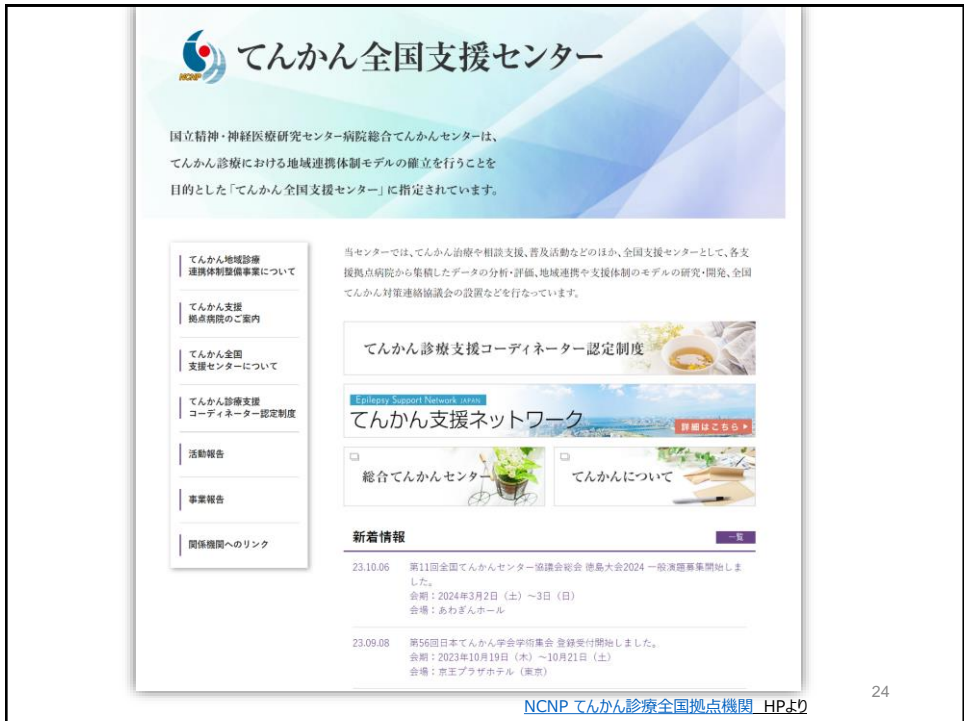 NCNP
てんかん全国支援センター
国立精神・神経医療研究センター病院総合てんかんセンターは、
てんかん診療における地域連携体制モデルの確立を行うことを
目的とした「てんかん全国支援センター」に指定されています。
てんかん地域診療
連携体制整備事業について
てんかん支援
拠点病院のご案内
てんかん全国
支援センターについて
てんかん診療支援
コーディネーター認定制度
活動報告
事業報告
関係機関へのリンク
当センターでは、てんかん治療や相談支援、普及活動などのほか、全国支援センターとして、各支
援拠点病院から集積したデータの分析・評価、地域連携や支援体制のモデルの研究・開発、全国
てんかん対策連絡協議会の設置などを行なっています。
てんかん診療支援コーディネーター認定制度
Epilepsy Support Network JAPAN
てんかん支援ネットワーク
詳細はこちら
総合てんかんセンター
てんかんについて
新着情報
一覧
23.10.06 第11回全国てんかんセンター協議会総会 徳島大会2024 一般演題募集開始しま
した。
会期：2024年3月2日（土）～3日（日）
会場：あわぎんホール
23.09.08 第56回日本てんかん学会学術集会 登録受付開始しました。
会期：2023年10月19日（木）～10月21日（土）
会場：京王プラザホテル（東京）
NCNP てんかん診療全国拠点機関 HPより
24